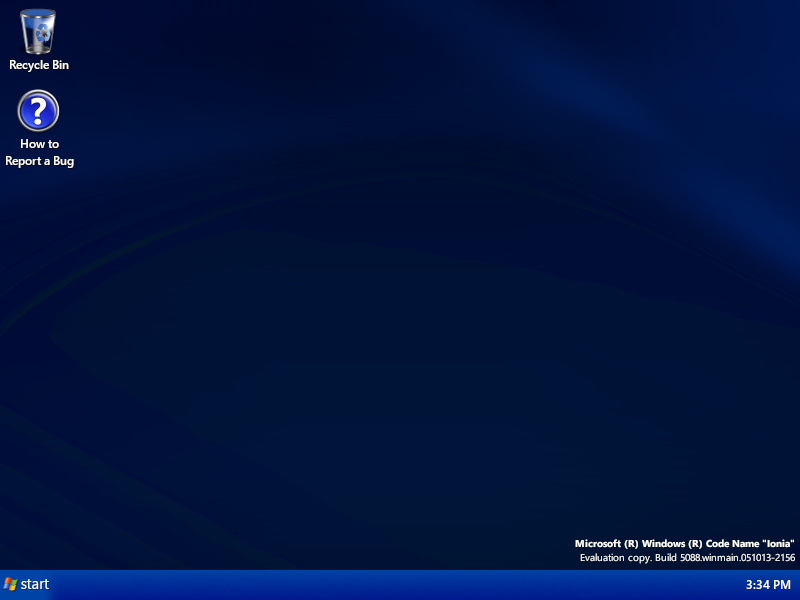 Recycle Bin
How to
Report a Bug
Microsoft (R) Windows (R) Code Name "Ionia"
Evaluation copy. Build 5088.winmain.051013-2156
start
3:34 PM